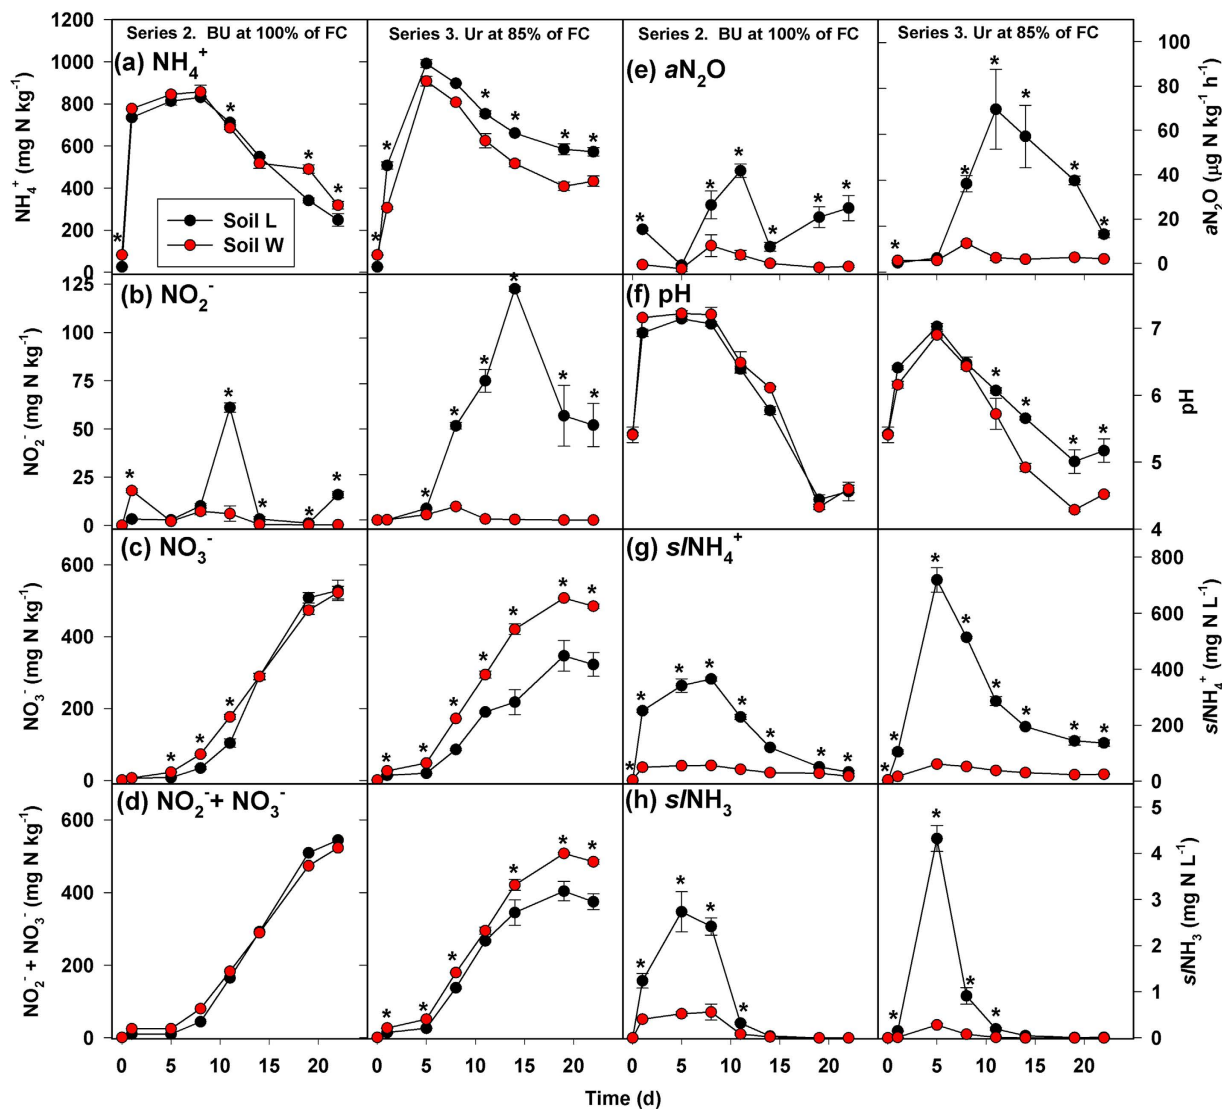 Series 2. BU at 100% of FC
Series 3. Ur at 85% of FC
Series 2. BU at 100% of FC
Series 3. Ur at 85% of FC
(a) NH₄⁺
NH₄⁺ (mg N kg⁻¹)
1200
1000
800
600
400
200
0
Soil L
Soil W
(e) aN₂O
aN₂O (µg N kg⁻¹ h⁻¹)
100
80
60
40
20
0
(b) NO₂⁻
NO₂⁻ (mg N kg⁻¹)
125
100
75
50
25
0
(f) pH
pH
7
6
5
4
(c) NO₃⁻
NO₃⁻ (mg N kg⁻¹)
600
400
200
0
(g) slNH₄⁺
slNH₄⁺ (mg N L⁻¹)
800
600
400
200
0
(d) NO₂⁻+ NO₃⁻
NO₂⁻ + NO₃⁻ (mg N kg⁻¹)
600
400
200
0
(h) slNH₃
slNH₃ (mg N L⁻¹)
5
4
3
2
1
0
0 5 10 15 20
0 5 10 15 20
0 5 10 15 20
0 5 10 15 20
Time (d)